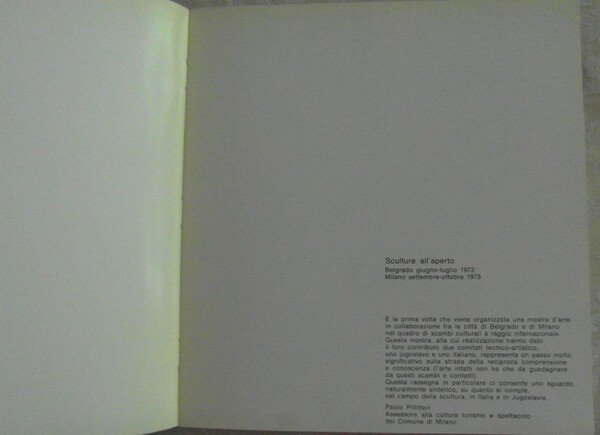 Sculture all'aperto
Belgrado giugno-luglio 1973
Milano settembre-ottobre 1973
E la prima volta che viene organizzata una mostra d'arte
in collaborazione fra le città di Belgrado e di Milano
nel quadro di scambi culturali a raggio internazionale.
Questa mostra, alla cui realizzazione hanno dato
il loro contributo due comitati tecnico-artistico,
uno jugoslavo e uno italiano, rappresenta un passo molto
significativo sulla strada della reciproca comprensione
e conoscenza (l'arte infatti non ha che da guadagnare
da questi scambi e contatti).
Questa rassegna in particolare ci consente uno sguardo,
naturalmente sintetico, su quanto si compie
nel campo della scultura, in Italia e in Jugoslavia.
Paolo Pillitteri
Assessore alla cultura turismo e spettacolo
del Comune di Milano